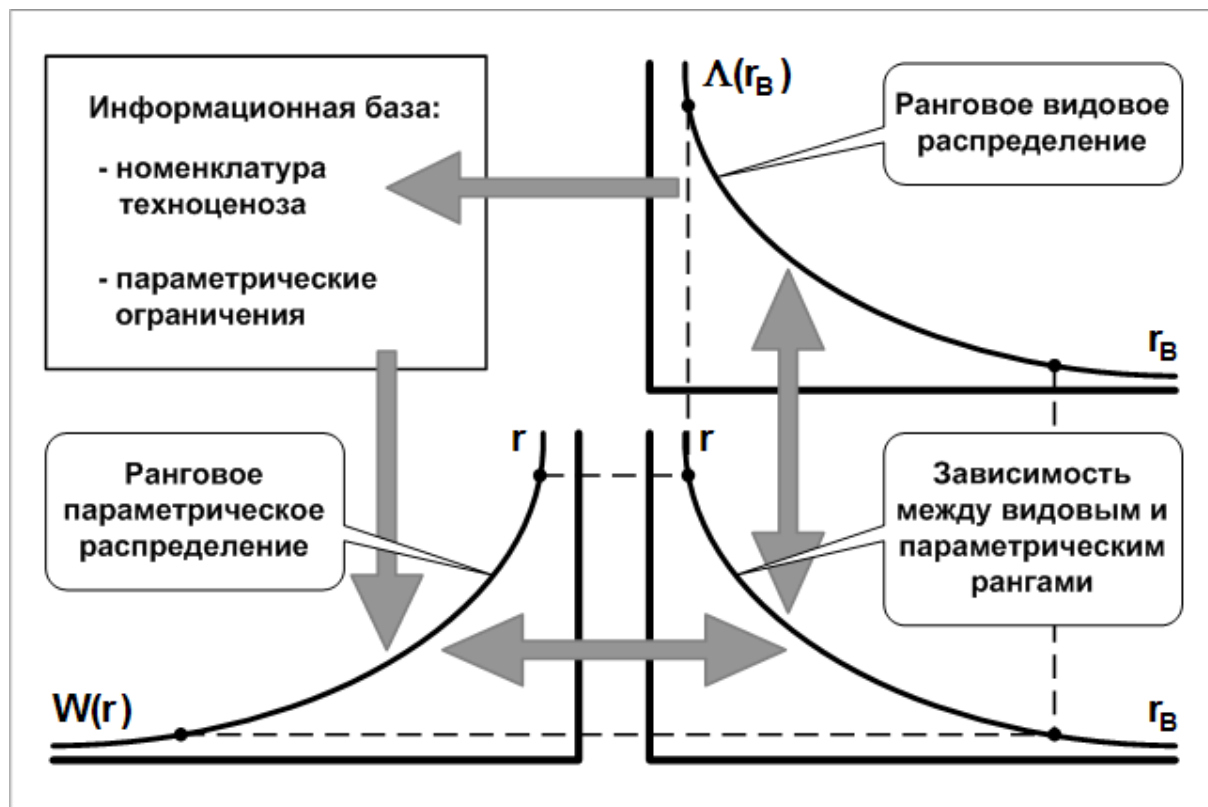 Информационная база:
- номенклатура
техноценоза
- параметрические
ограничения
Λ(rВ)
Ранговое видовое
распределение
rВ
Ранговое
параметрическое
распределение
r
W(r)
r
Зависимость
между видовым и
параметрическим
рангами
rВ